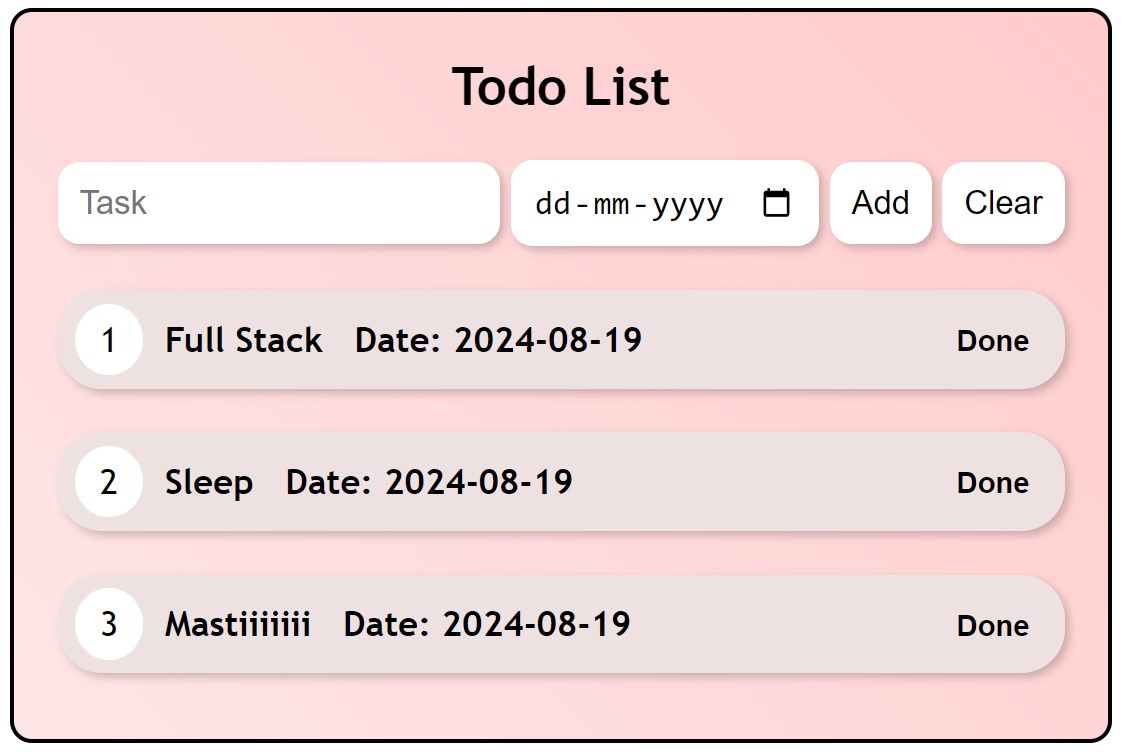 Todo List
Task dd-mm-yyyy Add Clear
1 Full Stack Date: 2024-08-19 Done
2 Sleep Date: 2024-08-19 Done
3 Mastiiiiiii Date: 2024-08-19 Done